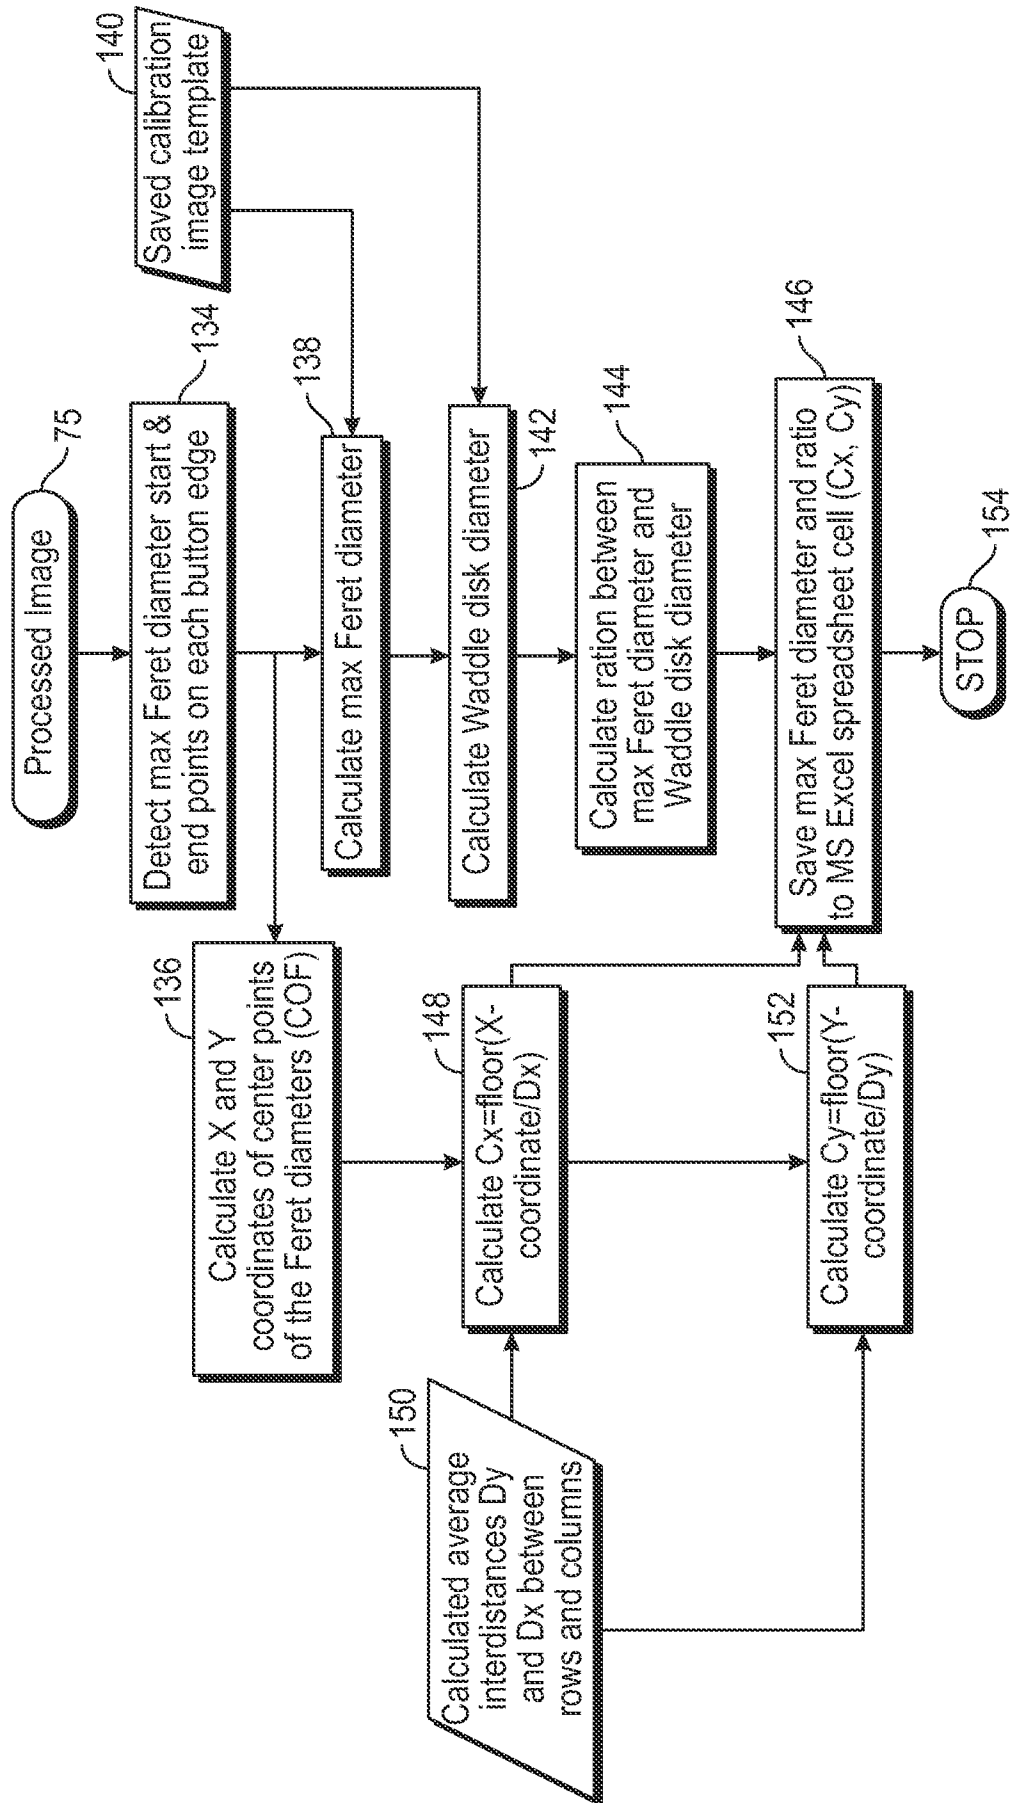 Processed Image
75
Detect max Feret diameter start &
end points on each button edge
134
Calculate X and Y
coordinates of center points
of the Feret diameters (COF)
136
Calculate max Feret diameter
138
Saved calibration
image template
140
Calculate Waddle disk diameter
142
Calculate ration between
max Feret diameter and
Waddle disk diameter
144
Calculated average
interdistances Dy
and Dx between
rows and columns
150
Calculate Cx=floor(X-
coordinate/Dx)
148
Calculate Cy=floor(Y-
coordinate/Dy)
152
Save max Feret diameter and ratio
to MS Excel spreadsheet cell (Cx, Cy)
146
STOP
154